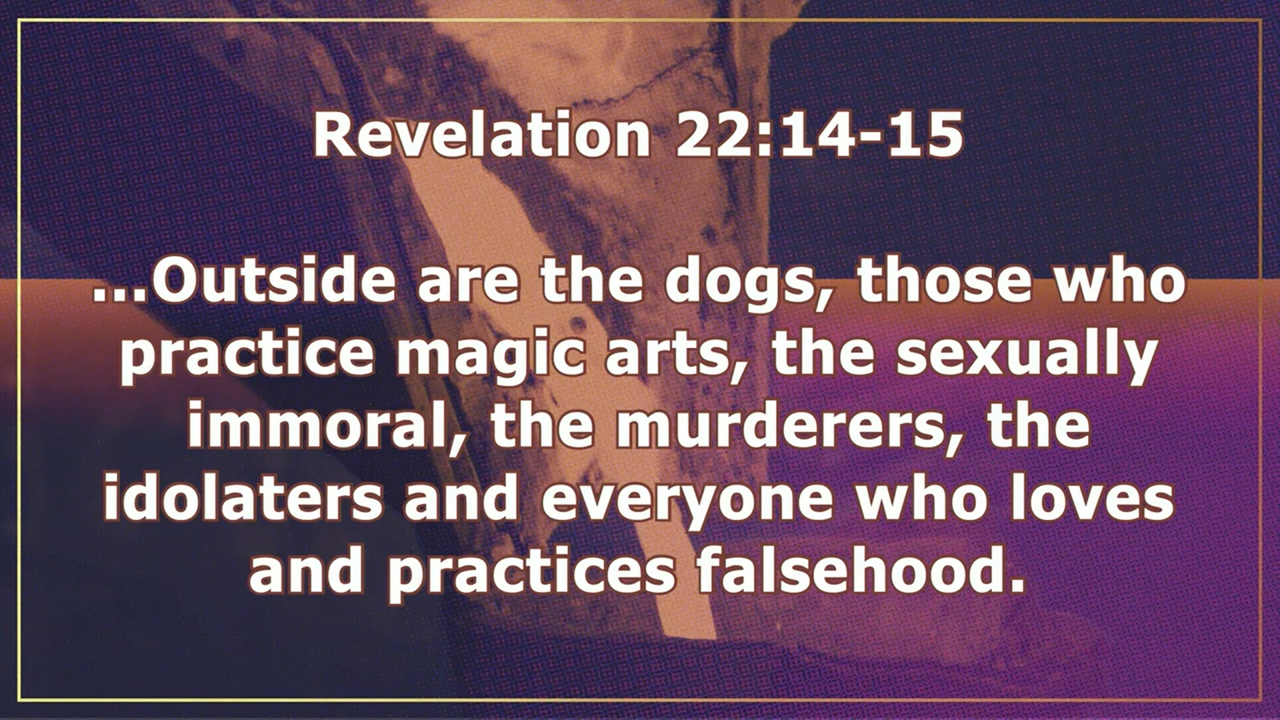 Revelation 22:14-15
...Outside are the dogs, those who
practice magic arts, the sexually
immoral, the murderers, the
idolaters and everyone who loves
and practices falsehood.